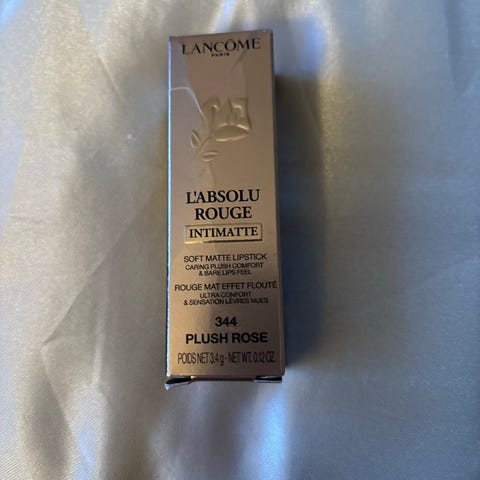 LANCÔME
PARIS
L'ABSOLU
ROUGE
INTIMATTE
SOFT MATTE LIPSTICK
CARING PLUSH COMFORT
& BARE LIPS FEEL
ROUGE MAT EFFET FLOUTÉ
ULTRA CONFORT
& SENSATION LÈVRES NUES
344
PLUSH ROSE
POIDS NET 3.4 g - NET WT. 0.12 OZ.